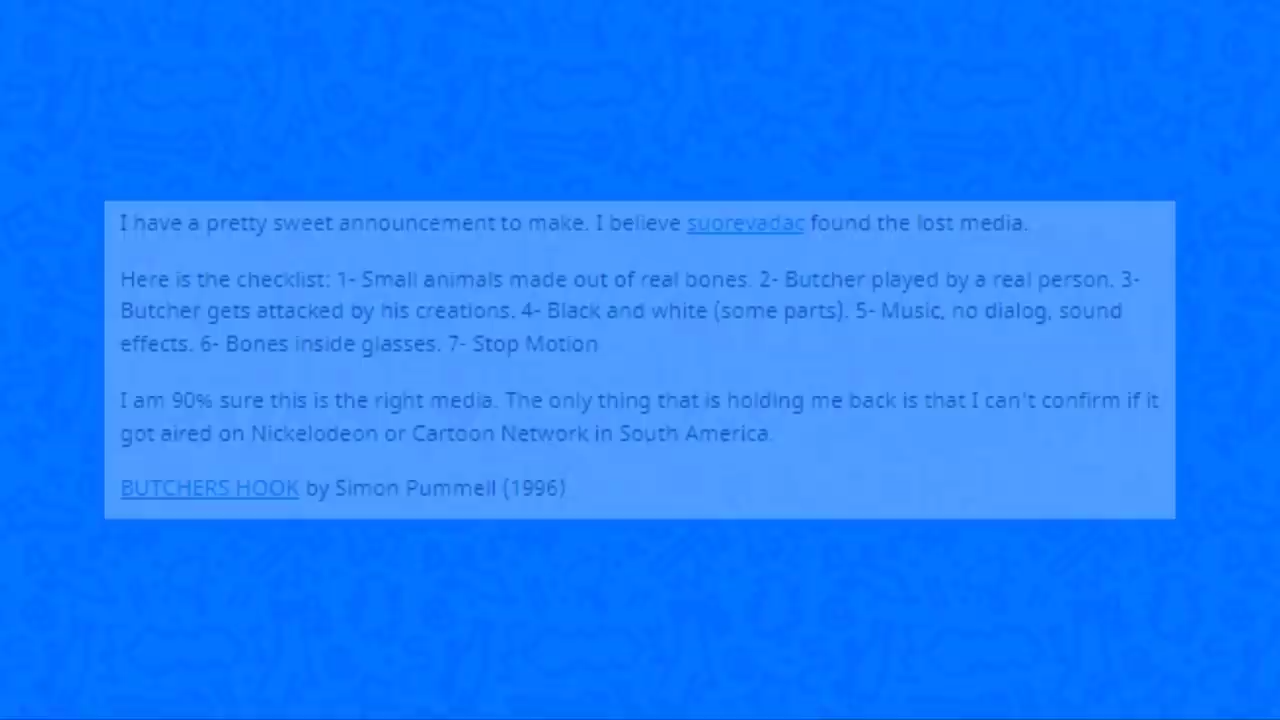 I have a pretty sweet announcement to make. I believe suorevadac found the lost media.
Here is the checklist: 1- Small animals made out of real bones. 2- Butcher played by a real person. 3-
Butcher gets attacked by his creations. 4- Black and white (some parts). 5- Music, no dialog, sound
effects. 6- Bones inside glasses. 7- Stop Motion
I am 90% sure this is the right media. The only thing that is holding me back is that I can't confirm if it
got aired on Nickelodeon or Cartoon Network in South America.
BUTCHERS HOOK by Simon Pummell (1996)